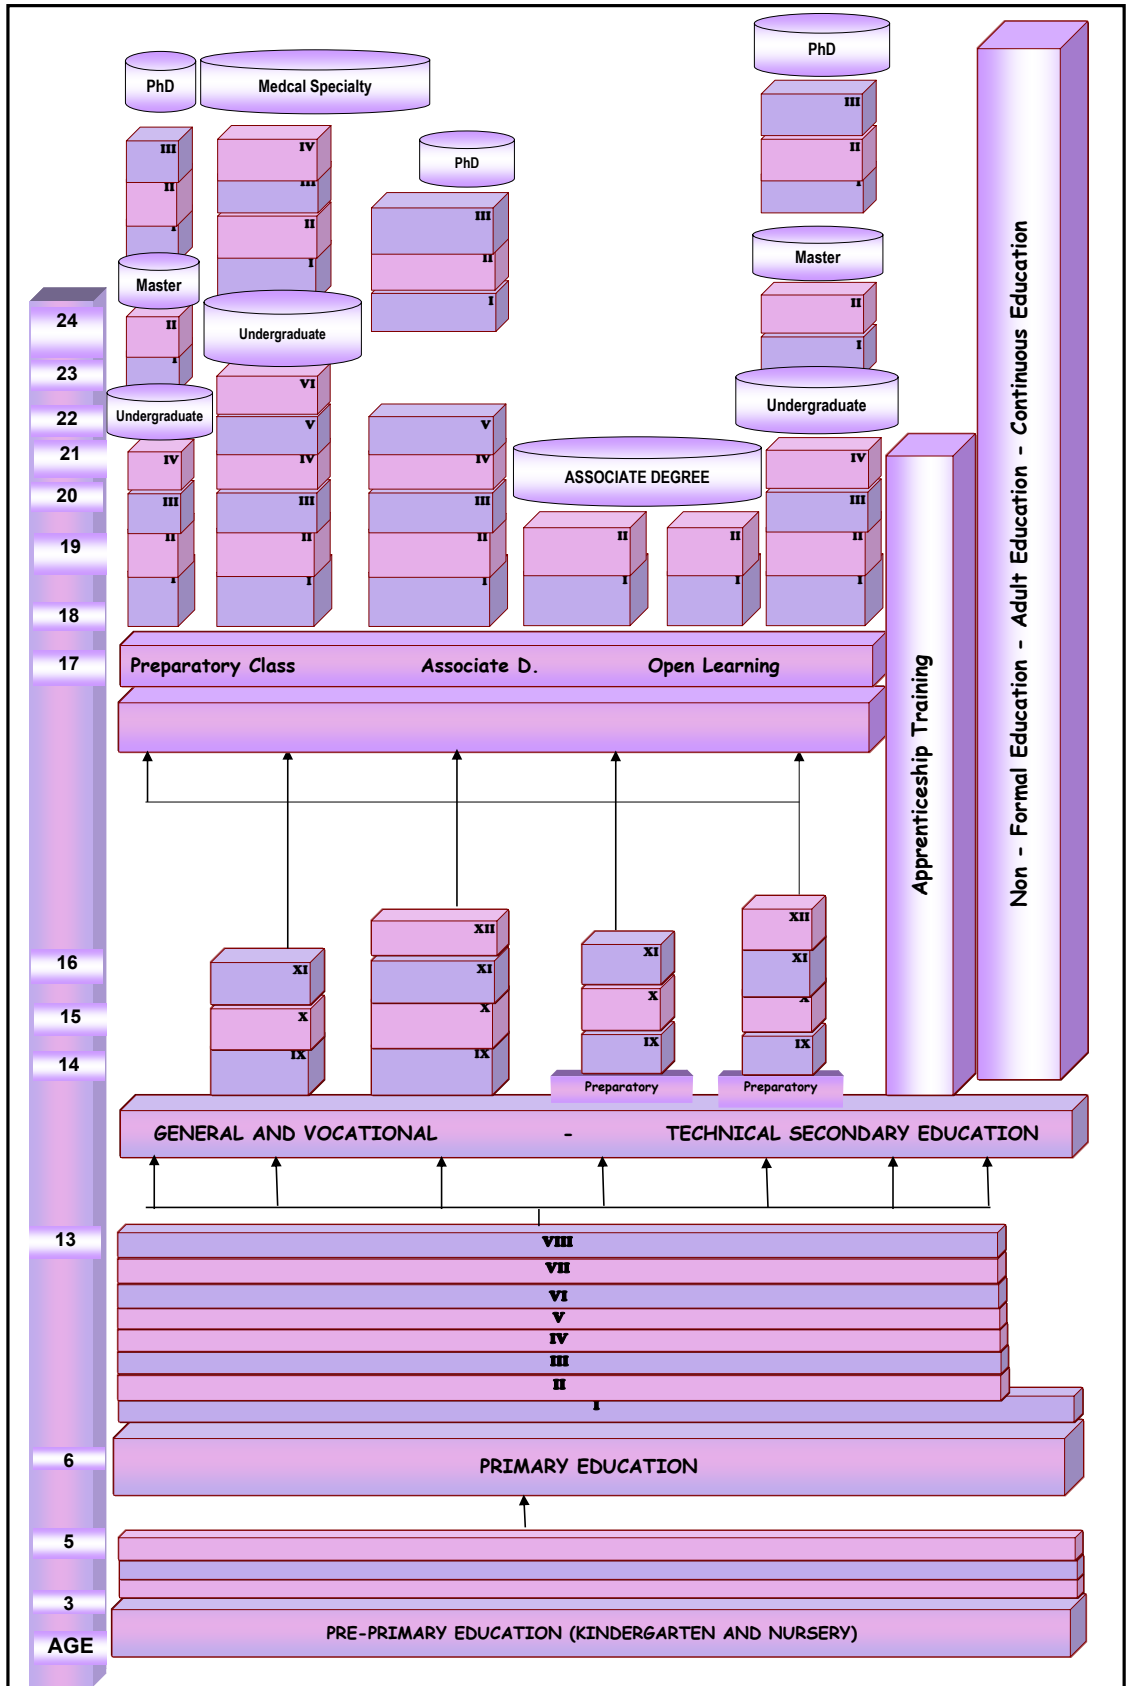 PhD
Medcal Specialty
PhD
III
II
I
IV
III
II
I
PhD
III
II
I
III
II
I
Master
II
I
Master
II
I
Undergraduate
VI
V
IV
III
II
I
Undergraduate
IV
III
II
I
V
IV
III
II
I
ASSOCIATE DEGREE
II
I
II
I
Undergraduate
IV
III
II
I
24
23
22
21
20
19
18
17
Preparatory Class Associate D. Open Learning
Apprenticeship Training
Non - Formal Education - Adult Education - Continuous Education
XI
X
IX
XII
XI
X
IX
XI
X
IX
Preparatory
XII
XI
X
IX
Preparatory
16
15
14
GENERAL AND VOCATIONAL - TECHNICAL SECONDARY EDUCATION
13
VIII
VII
VI
V
IV
III
II
I
6
PRIMARY EDUCATION
5
3
AGE
PRE-PRIMARY EDUCATION (KINDERGARTEN AND NURSERY)